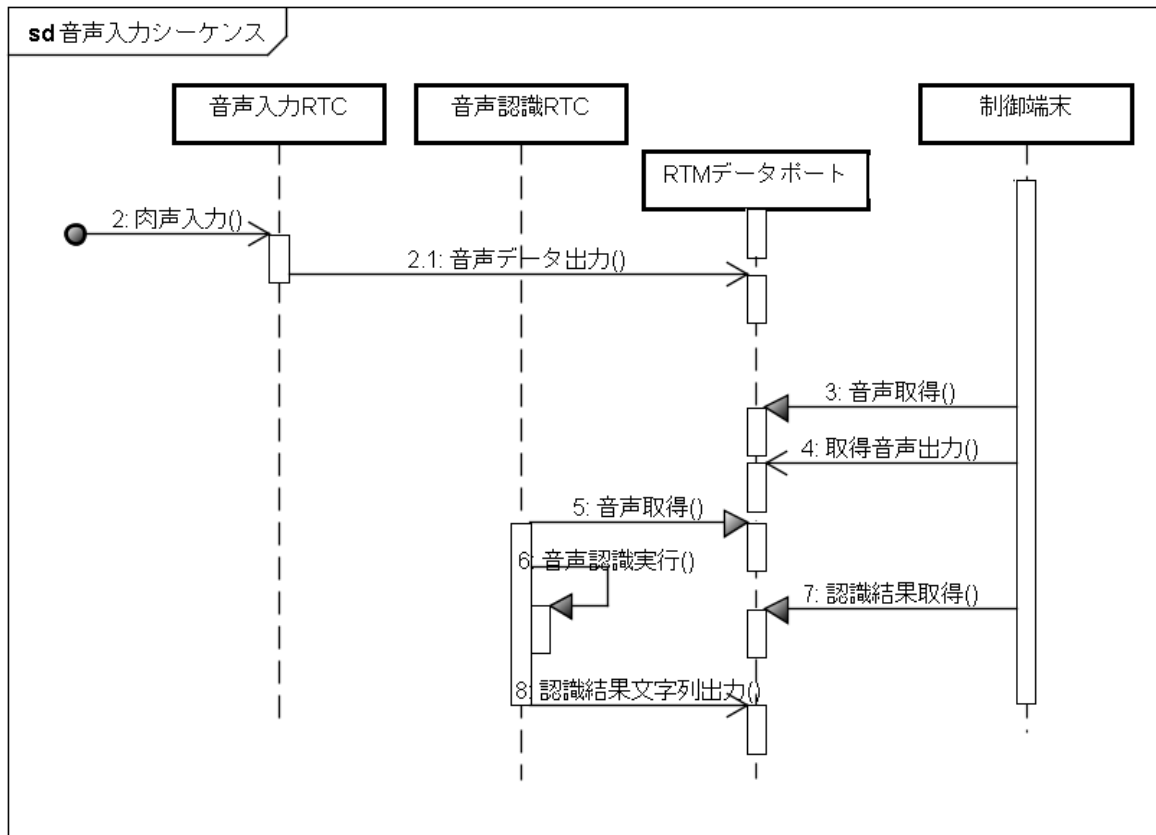 sd 音声入力シーケンス
音声入力RTC
音声認識RTC
制御端末
RTMデータポート
2: 肉声入力()
2.1: 音声データ出力()
3: 音声取得()
4: 取得音声出力()
5: 音声取得()
6: 音声認識実行()
7: 認識結果取得()
8: 認識結果文字列出力()